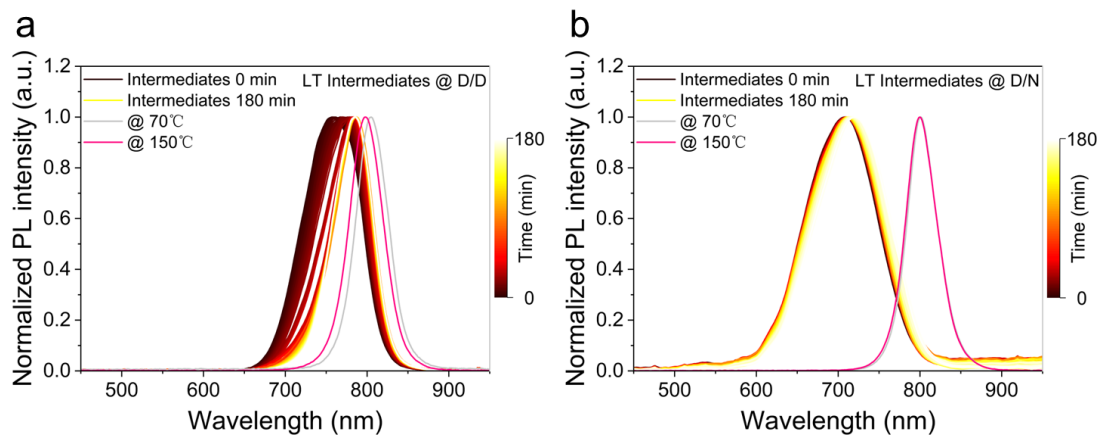 a
Normalized PL intensity (a.u.)
1.2
1.0
0.8
0.6
0.4
0.2
0.0
Intermediates 0 min
Intermediates 180 min
@ 70℃
@ 150℃
LT Intermediates @ D/D
500
600
700
800
900
Wavelength (nm)
180
Time (min)
0
b
Normalized PL intensity (a.u.)
1.2
1.0
0.8
0.6
0.4
0.2
0.0
Intermediates 0 min
Intermediates 180 min
@ 70℃
@ 150℃
LT Intermediates @ D/N
500
600
700
800
900
Wavelength (nm)
180
Time (min)
0